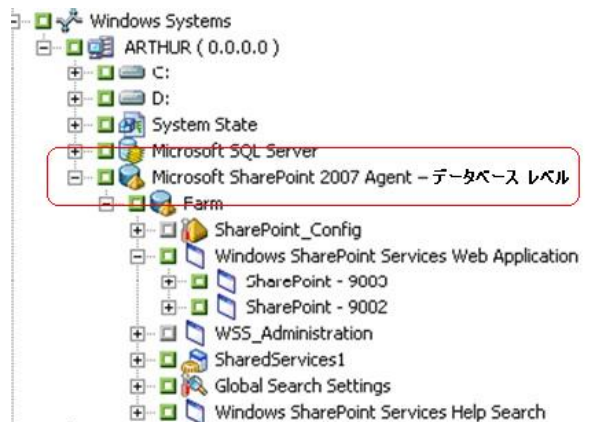 Windows Systems
ARTHUR ( 0.0.0.0 )
C:
D:
System State
Microsoft SQL Server
Microsoft SharePoint 2007 Agent – データベース レベル
Farm
SharePoint_Config
Windows SharePoint Services Web Application
SharePoint - 9003
SharePoint - 9002
WSS_Administration
SharedServices1
Global Search Settings
Windows SharePoint Services Help Search